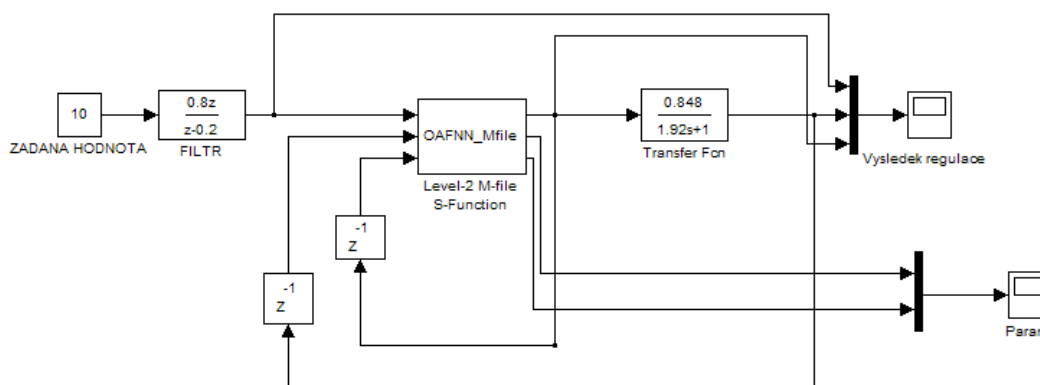 10
ZADANA HODNOTA
0.8z
z-0.2
FILTR
OAFNN_Mfile
Level-2 M-file
S-Function
0.848
1.92s+1
Transfer Fcn
Vysledek regulace
-1
Z
-1
Z